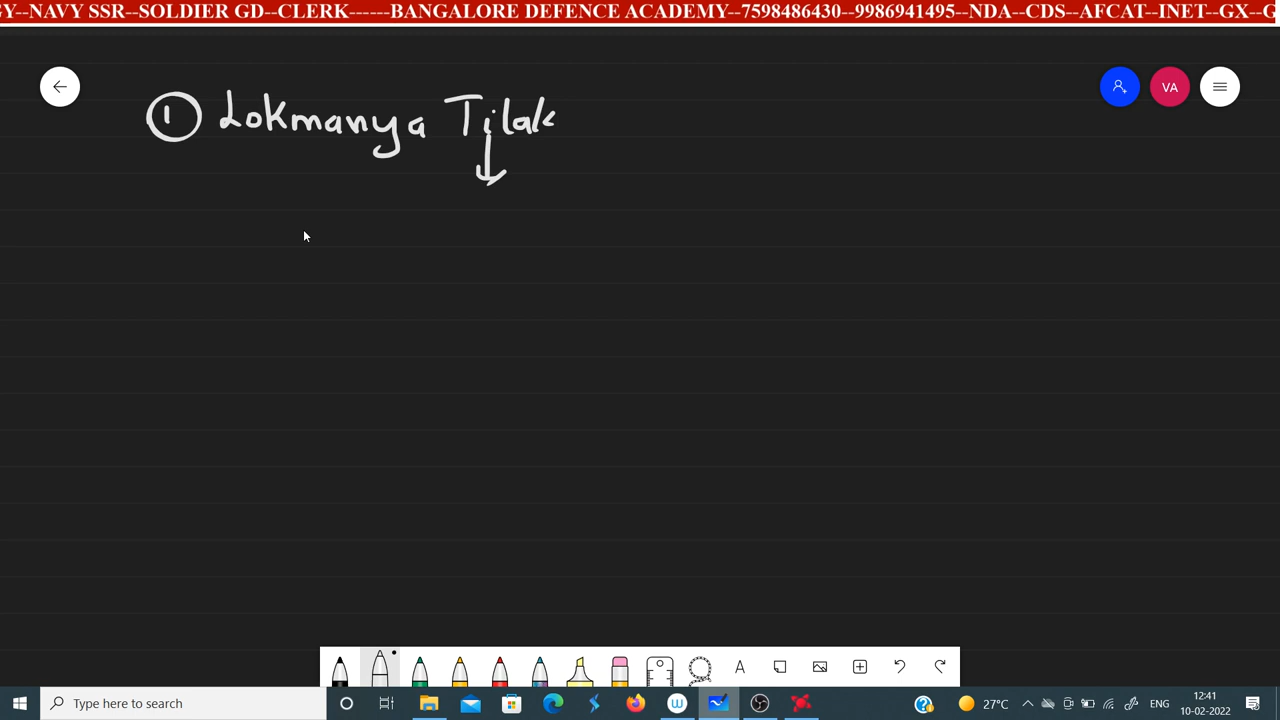 GY--NAVY SSR--SOLDIER GD--CLERK------BANGALORE DEFENCE ACADEMY--7598486430--9986941495--NDA--CDS--AFCAT--INET--GX--G
VA
1 Lokmanya Tilak
A
Type here to search
W
27°C
ENG
12:41
10-02-2022